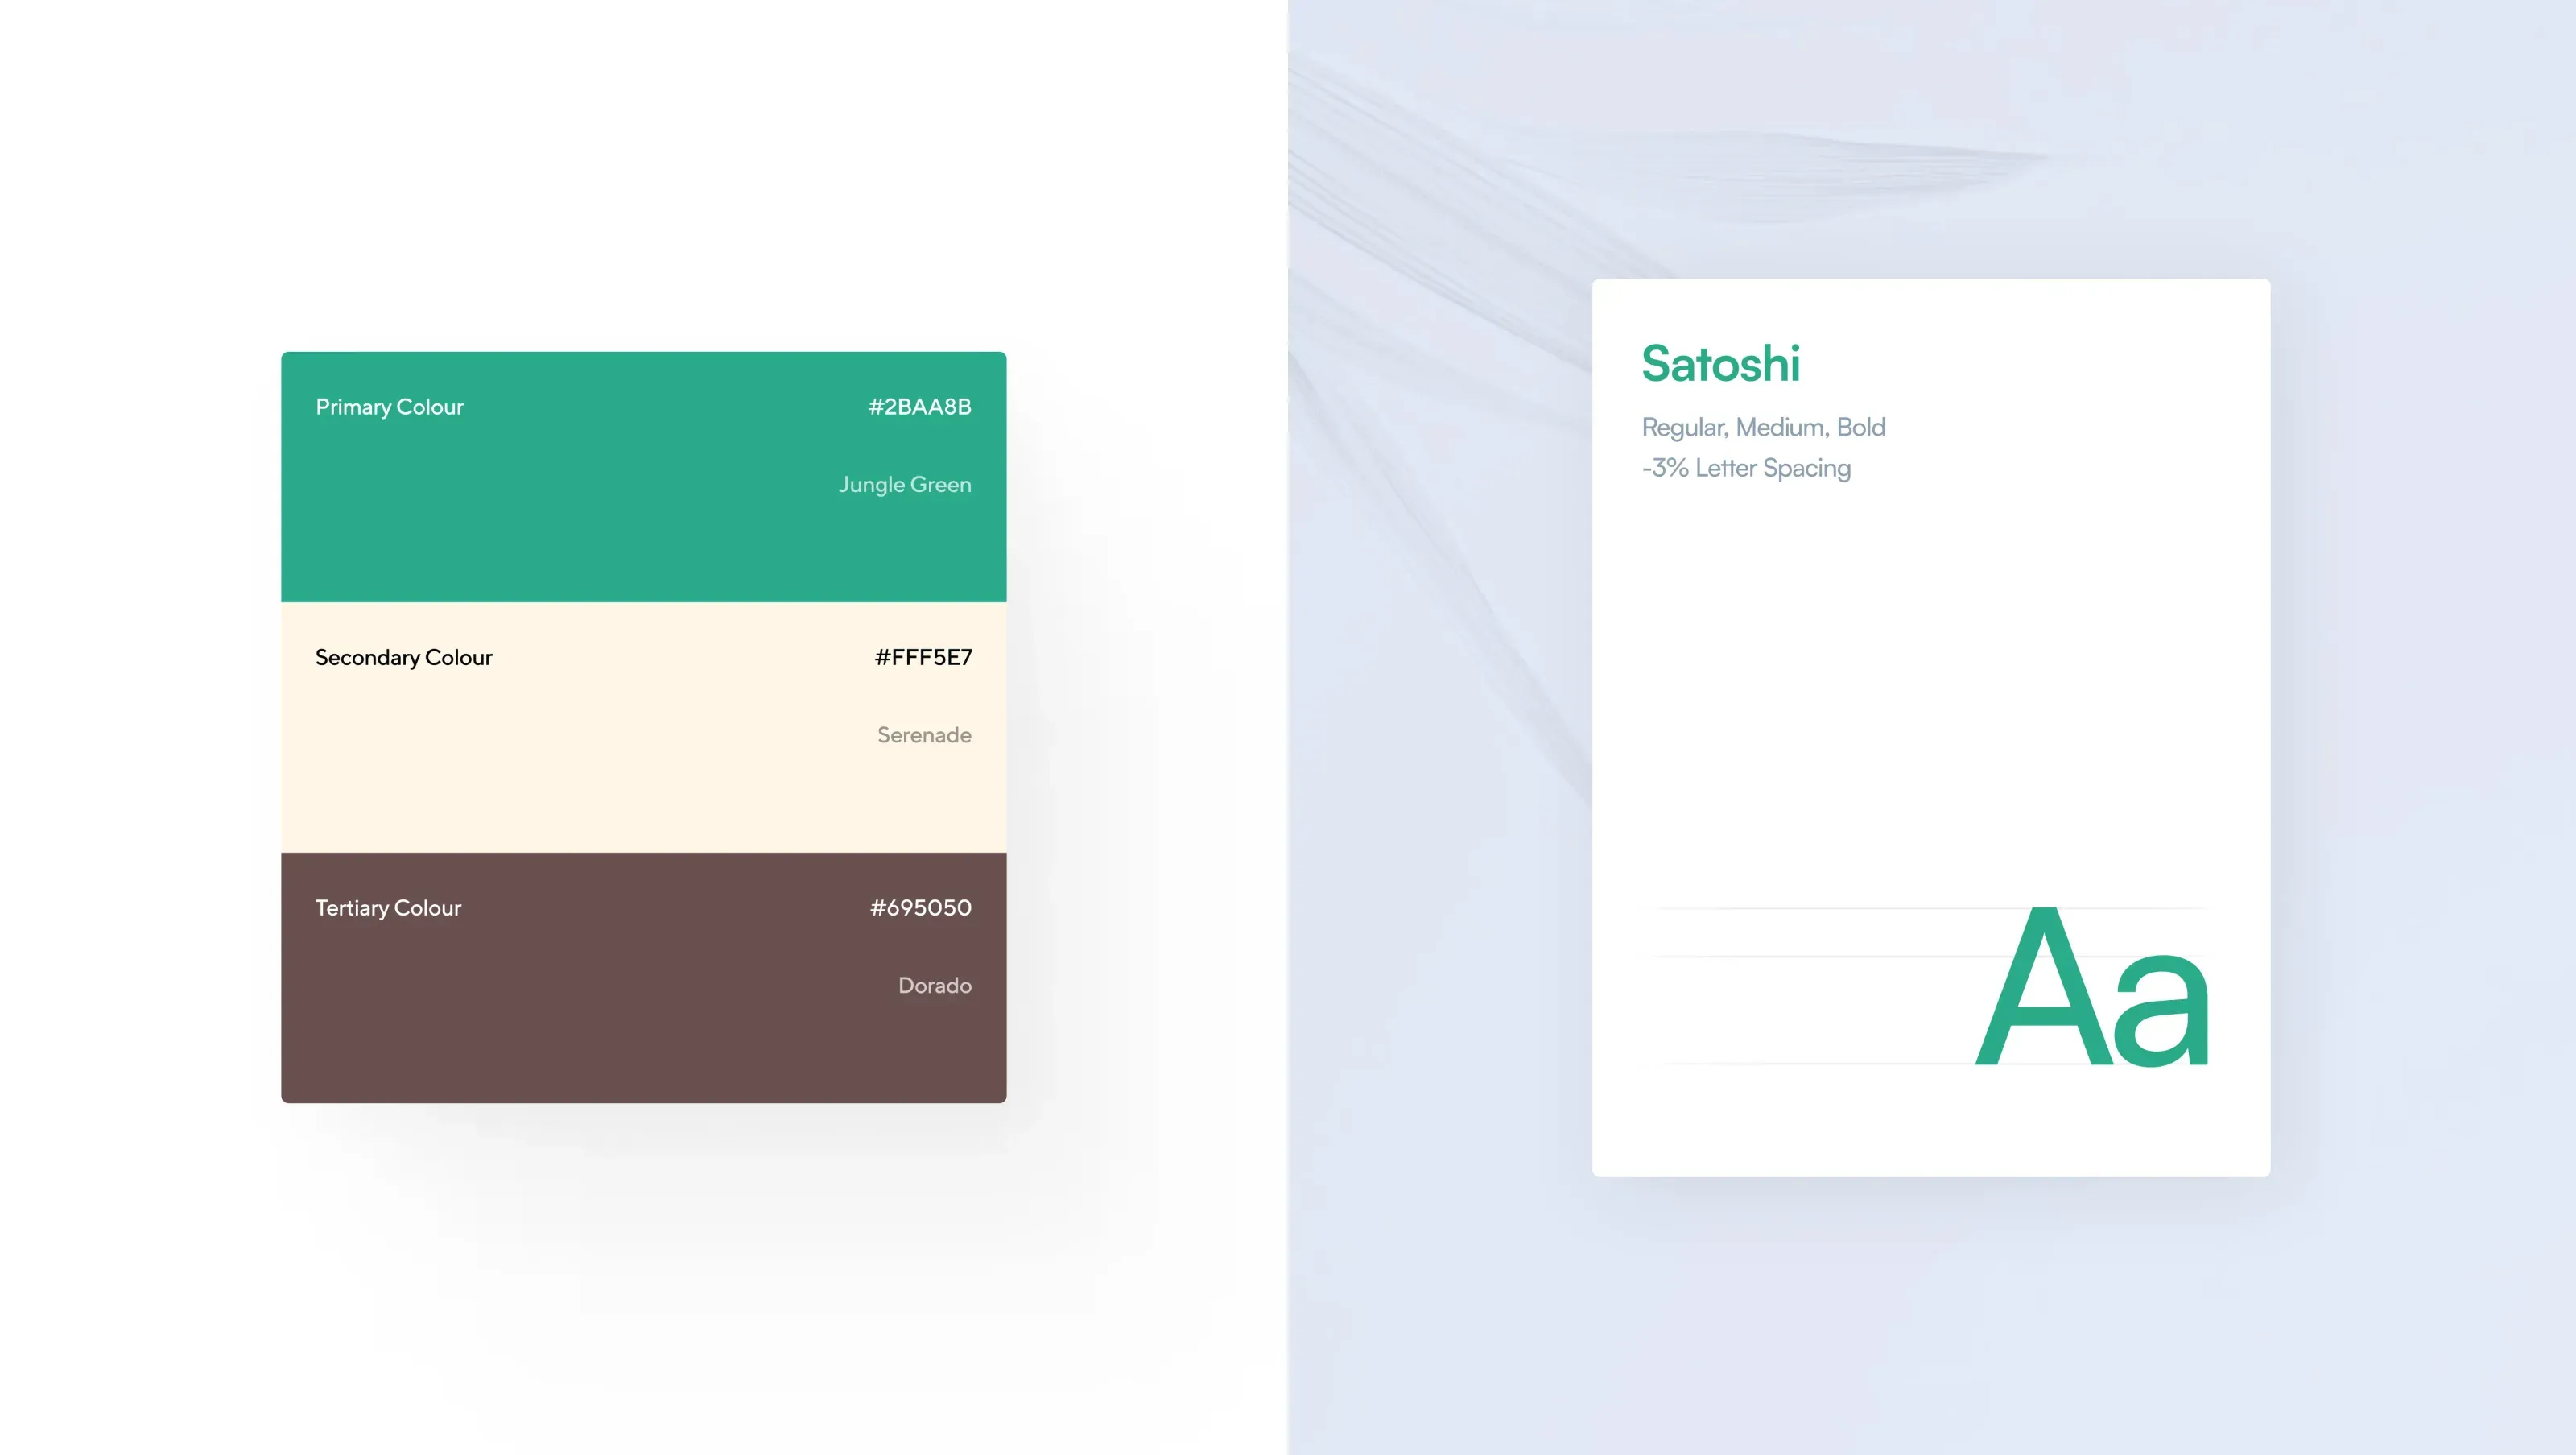 Primary Colour #2BAA8B
Jungle Green
Secondary Colour #FFF5E7
Serenade
Tertiary Colour #695050
Dorado
Satoshi
Regular, Medium, Bold
-3% Letter Spacing
Aa